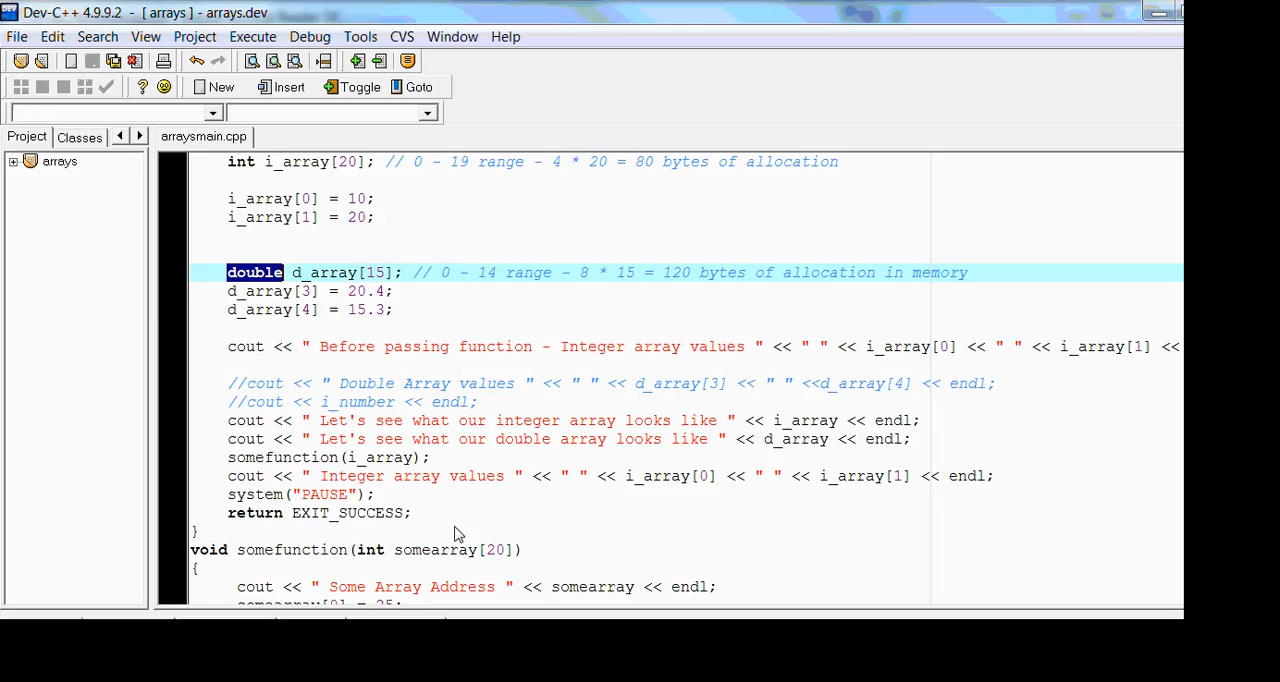 Dev-C++ 4.9.9.2 - [ arrays ] - arrays.dev
File Edit Search View Project Execute Debug Tools CVS Window Help
New Insert Toggle Goto
Project Classes arraysmain.cpp
arrays
int i_array[20]; // 0 - 19 range - 4 * 20 = 80 bytes of allocation
i_array[0] = 10;
i_array[1] = 20;
double d_array[15]; // 0 - 14 range - 8 * 15 = 120 bytes of allocation in memory
d_array[3] = 20.4;
d_array[4] = 15.3;
cout << " Before passing function - Integer array values " << " " << i_array[0] << " " << i_array[1] <<
//cout << " Double Array values " << " " << d_array[3] << " " <<d_array[4] << endl;
//cout << i_number << endl;
cout << " Let's see what our integer array looks like " << i_array << endl;
cout << " Let's see what our double array looks like " << d_array << endl;
somefunction(i_array);
cout << " Integer array values " << " " << i_array[0] << " " << i_array[1] << endl;
system("PAUSE");
return EXIT_SUCCESS;
}
void somefunction(int somearray[20])
{
cout << " Some Array Address " << somearray << endl;
somearray[0] = 25;